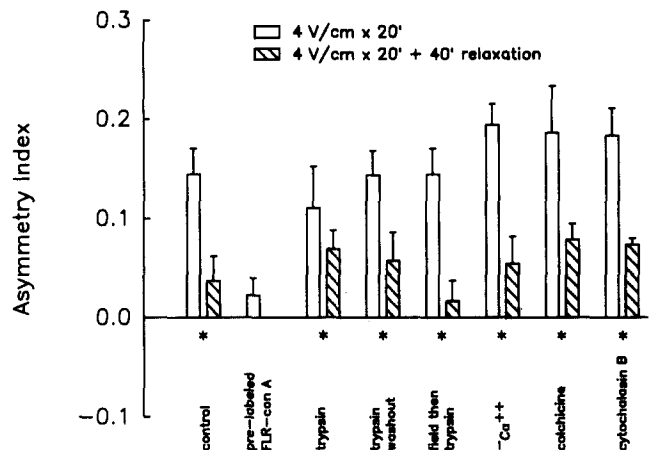 0.3
4 V/cm x 20'
4 V/cm x 20' + 40' relaxation
0.2
0.1
0.0
-0.1
Asymmetry Index
* * * * * * *
control
pre-labeled
FLR-con A
trypsin
trypsin
washout
field then
trypsin
-Ca++
colchicine
cytochalasin B